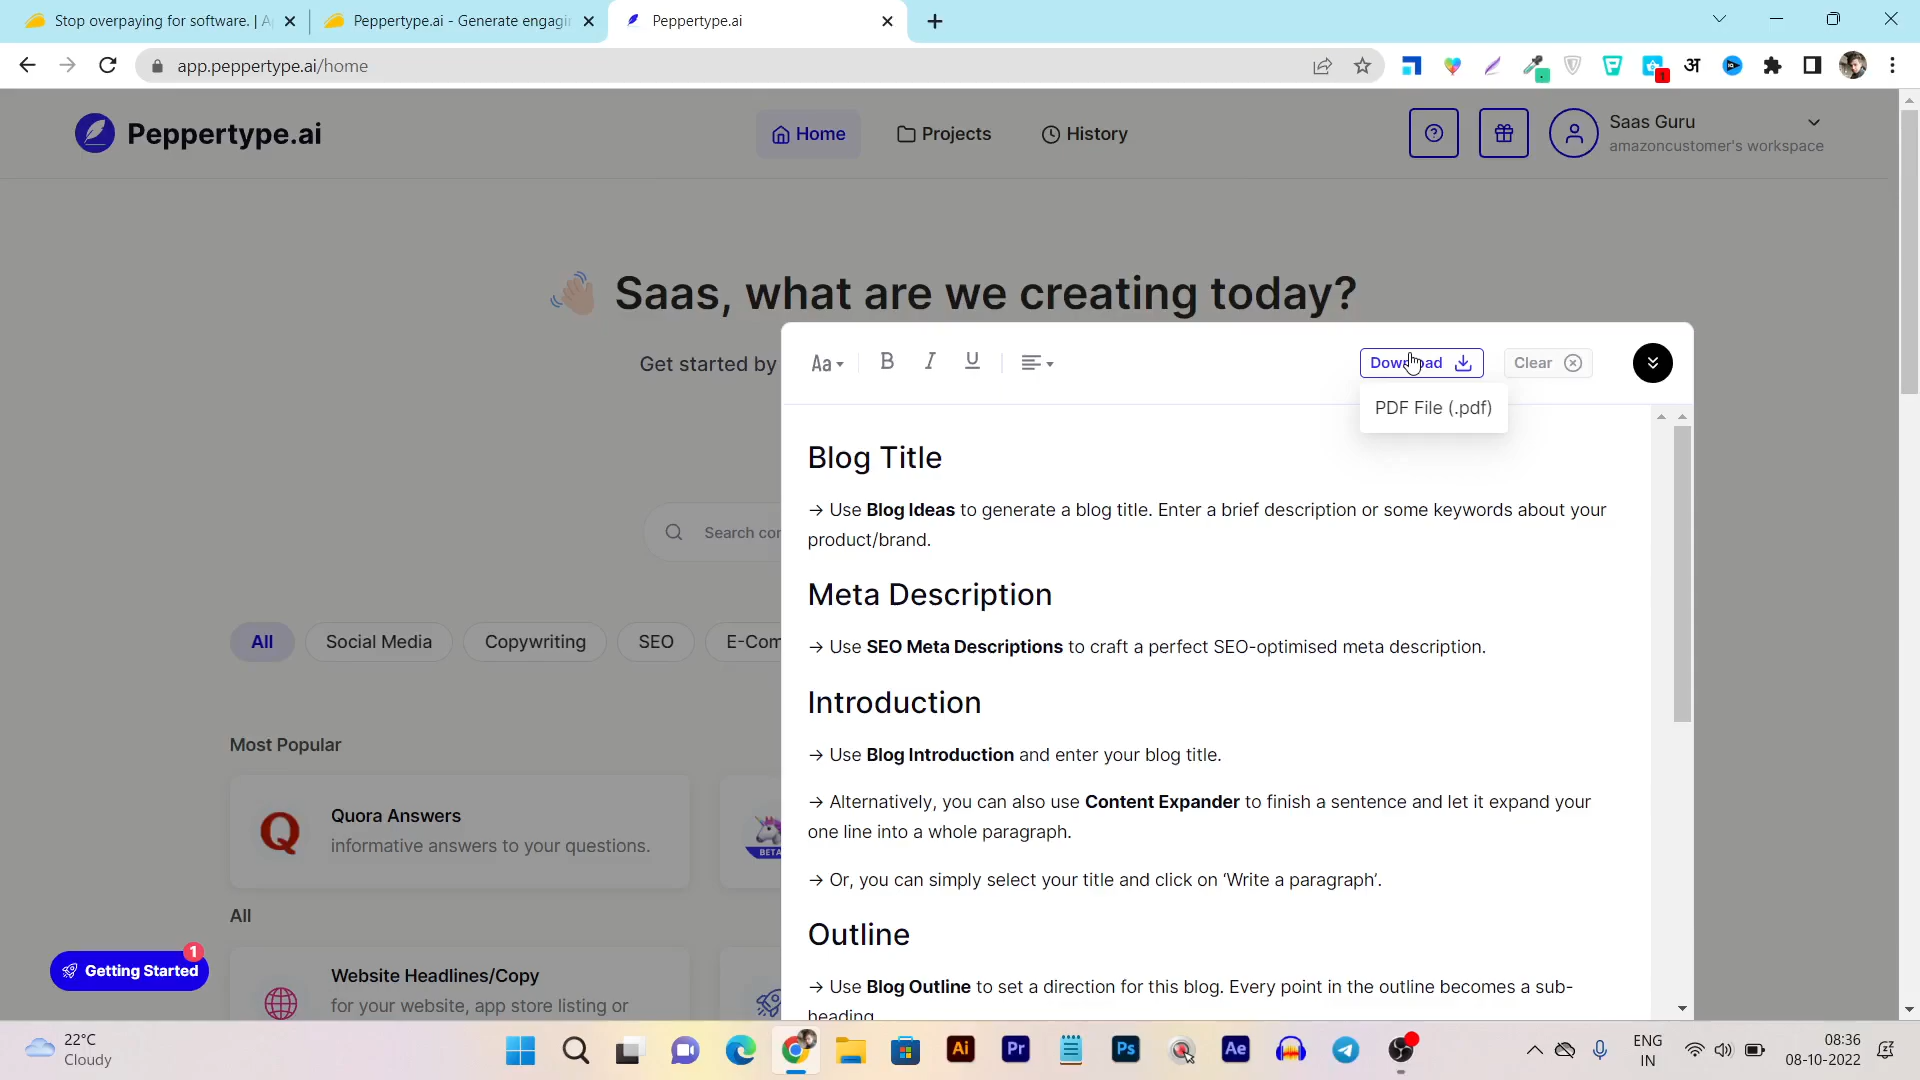 Stop overpaying for software. | A
Peppertype.ai - Generate engagi
Peppertype.ai
app.peppertype.ai/home
1
अ
Peppertype.ai
Home
Projects
History
Saas Guru
amazoncustomer's workspace
Saas, what are we creating today?
Get started by
Aa
B
I
U
Download
Clear
PDF File (.pdf)
Blog Title
→ Use Blog Ideas to generate a blog title. Enter a brief description or some keywords about your
product/brand.
Search con
Meta Description
→ Use SEO Meta Descriptions to craft a perfect SEO-optimised meta description.
All
Social Media
Copywriting
SEO
E-Com
Introduction
→ Use Blog Introduction and enter your blog title.
→ Alternatively, you can also use Content Expander to finish a sentence and let it expand your
one line into a whole paragraph.
→ Or, you can simply select your title and click on ‘Write a paragraph’.
Outline
→ Use Blog Outline to set a direction for this blog. Every point in the outline becomes a sub-
heading
Most Popular
Q
Quora Answers
informative answers to your questions.
BETA
All
Website Headlines/Copy
for your website, app store listing or
Getting Started
1
22°C
Cloudy
Ai
Pr
Ps
Ae
ENG
IN
08:36
08-10-2022